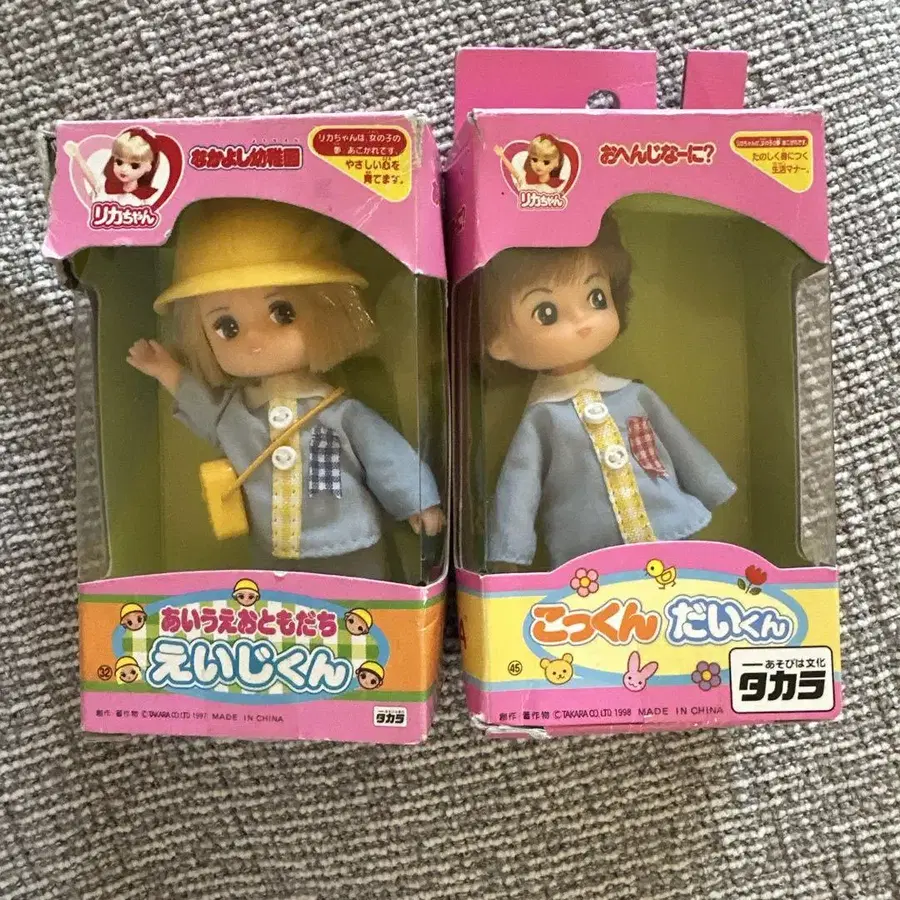 なかよし幼稚園
リカちゃんは、女の子の
夢、あこがれです。
やさしい心を
育てます。
リカちゃん
あいうえおともだち
えいじくん
32
創作・著作物 ©TAKARA CO.,LTD. 1997 MADE IN CHINA
タカラ
おへんじなーに?
たのしく身につく
生活マナー。
リカちゃん
こっくん だいくん
45
あそびは文化
タカラ
創作・著作物 ©TAKARA CO.,LTD. 1998 MADE IN CHINA